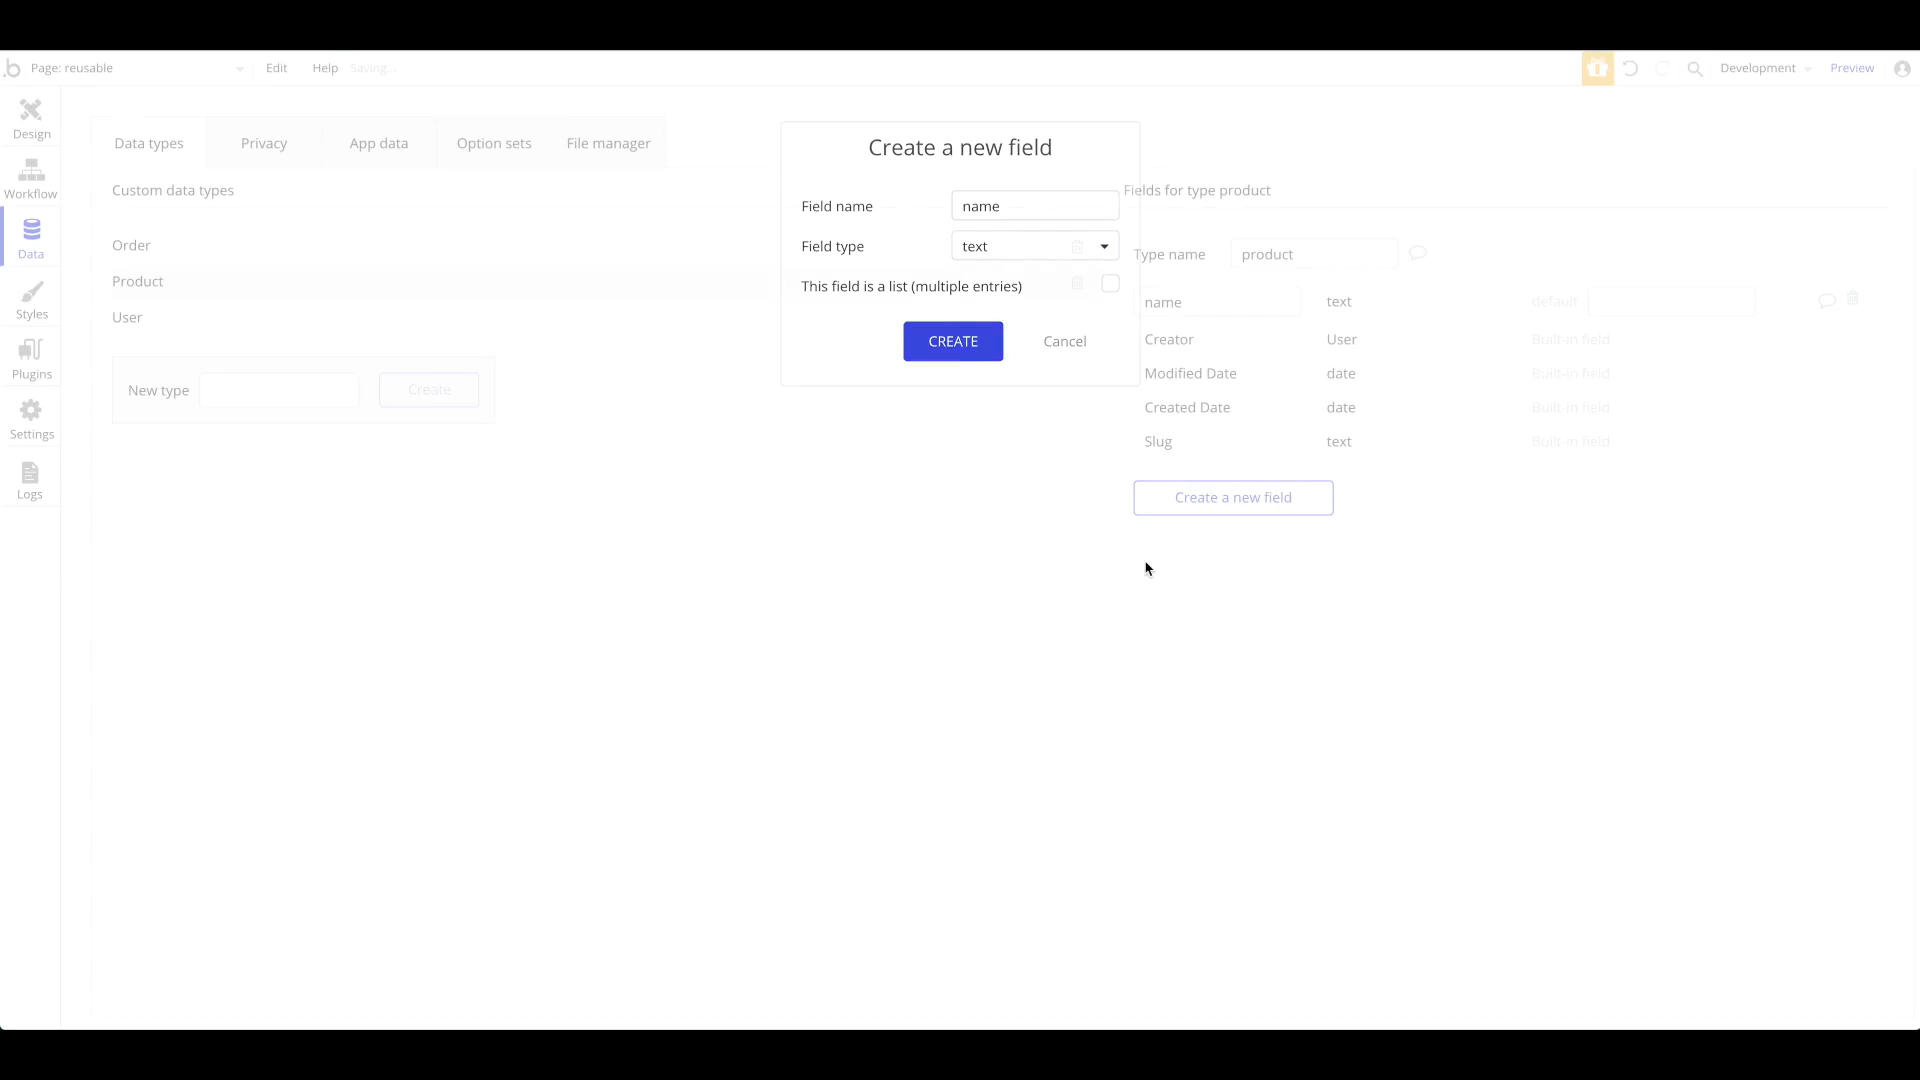 Page: reusable
Edit
Help
Saving...
Development
Preview
Design
Workflow
Data
Styles
Plugins
Settings
Logs
Data types
Privacy
App data
Option sets
File manager
Custom data types
Order
Product
User
New type
Create
Create a new field
Field name
name
Field type
text
This field is a list (multiple entries)
CREATE
Cancel
Fields for type product
Type name
product
name
text
default
Creator
User
Built-in field
Modified Date
date
Built-in field
Created Date
date
Built-in field
Slug
text
Built-in field
Create a new field